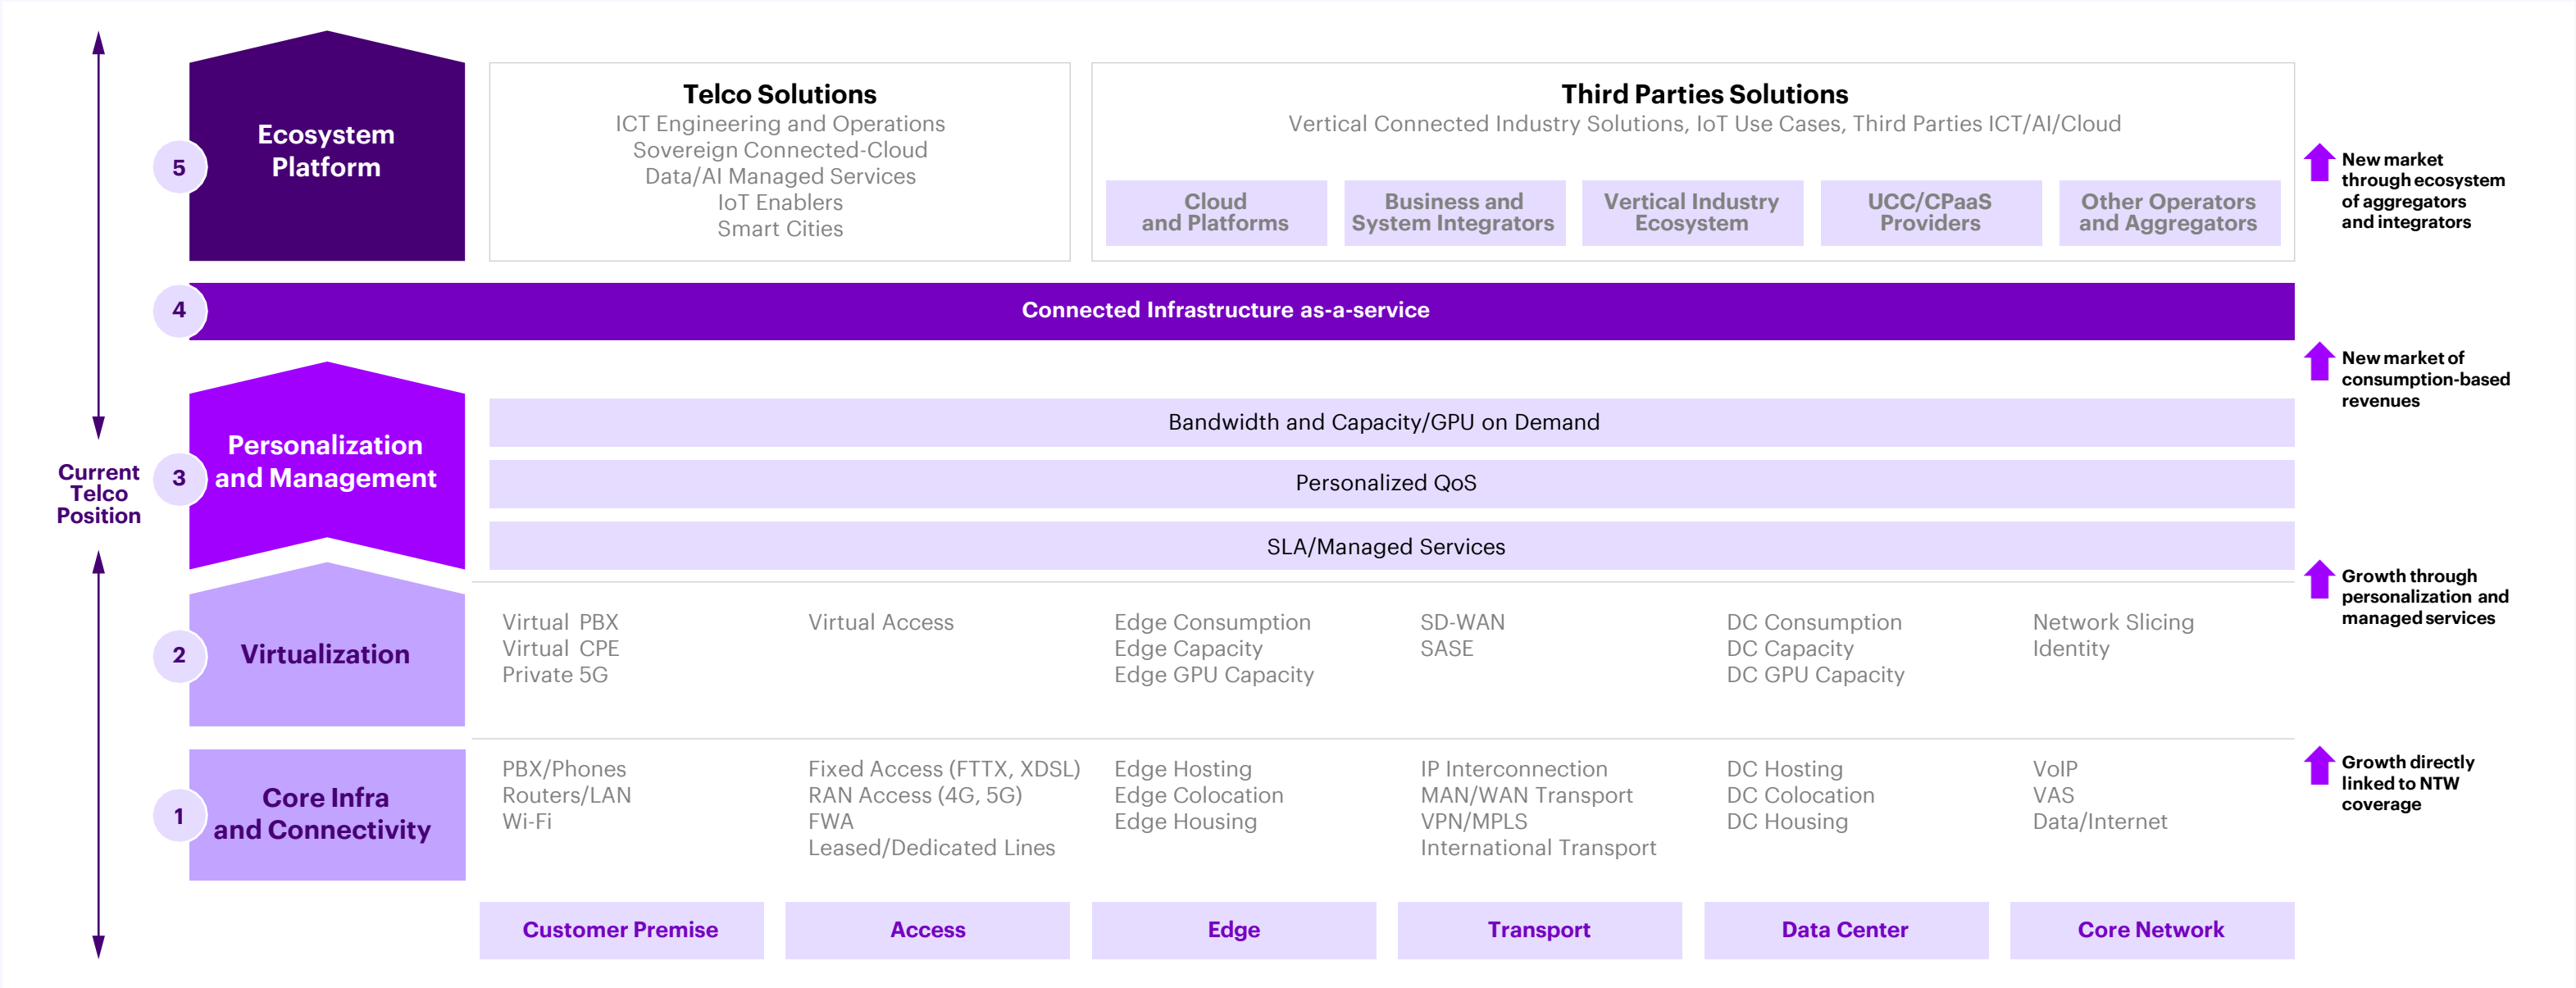 5
Ecosystem
Platform
Telco Solutions
ICT Engineering and Operations
Sovereign Connected-Cloud
Data/AI Managed Services
IoT Enablers
Smart Cities
Third Parties Solutions
Vertical Connected Industry Solutions, IoT Use Cases, Third Parties ICT/AI/Cloud
Cloud
and Platforms
Business and
System Integrators
Vertical Industry
Ecosystem
UCC/CPaaS
Providers
Other Operators
and Aggregators
New market
through ecosystem
of aggregators
and integrators
4
Connected Infrastructure as-a-service
New market of
consumption-based
revenues
Current
Telco
Position
3
Personalization
and Management
Bandwidth and Capacity/GPU on Demand
Personalized QoS
SLA/Managed Services
Growth through
personalization and
managed services
2
Virtualization
Virtual PBX
Virtual CPE
Private 5G
Virtual Access
Edge Consumption
Edge Capacity
Edge GPU Capacity
SD-WAN
SASE
DC Consumption
DC Capacity
DC GPU Capacity
Network Slicing
Identity
Growth directly
linked to NTW
coverage
1
Core Infra
and Connectivity
PBX/Phones
Routers/LAN
Wi-Fi
Fixed Access (FTTX, XDSL)
RAN Access (4G, 5G)
FWA
Leased/Dedicated Lines
Edge Hosting
Edge Colocation
Edge Housing
IP Interconnection
MAN/WAN Transport
VPN/MPLS
International Transport
DC Hosting
DC Colocation
DC Housing
VoIP
VAS
Data/Internet
Customer Premise
Access
Edge
Transport
Data Center
Core Network